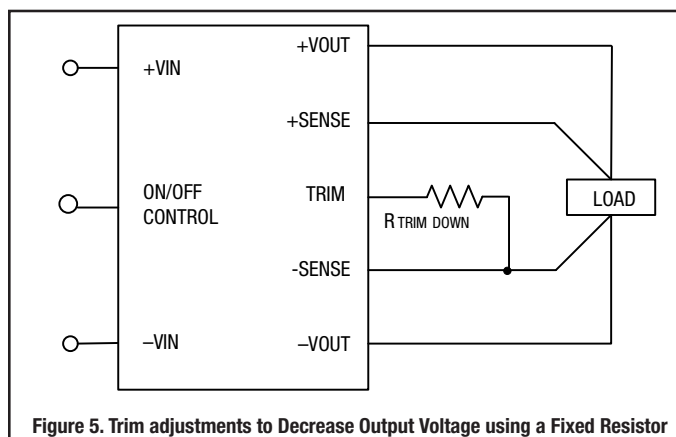 +VOUT
+VIN
+SENSE
ON/OFF
CONTROL
TRIM
LOAD
R TRIM DOWN
-SENSE
–VIN
–VOUT
Figure 5. Trim adjustments to Decrease Output Voltage using a Fixed Resistor